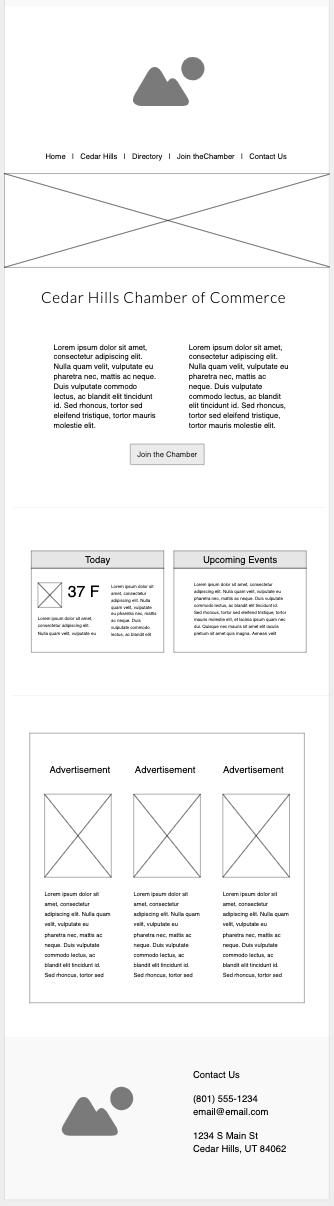 Home | Cedar Hills | Directory | Join theChamber | Contact Us
Cedar Hills Chamber of Commerce
Lorem ipsum dolor sit amet,
consectetur adipiscing elit.
Nulla quam velit, vulputate eu
pharetra nec, mattis ac neque.
Duis vulputate commodo
lectus, ac blandit elit tincidunt
id. Sed rhoncus, tortor sed
eleifend tristique, tortor mauris
molestie elit.
Lorem ipsum dolor sit amet,
consectetur adipiscing elit.
Nulla quam velit, vulputate eu
pharetra nec, mattis ac
neque. Duis vulputate
commodo lectus, ac blandit
elit tincidunt id. Sed rhoncus,
tortor sed eleifend tristique,
tortor mauris molestie elit.
Join the Chamber
Today
37 F
Lorem ipsum dolor sit amet,
consectetur adipiscing elit.
Nulla quam velit, vulputate eu
Lorem ipsum dolor sit
amet, consectetur
adipiscing elit. Nulla
quam velit, vulputate
eu pharetra nec,
mattis ac neque. Duis
vulputate commodo
lectus, ac blandit elit
Upcoming Events
Lorem ipsum dolor sit amet, consectetur
adipiscing elit. Nulla quam velit, vulputate eu
pharetra nec, mattis ac neque. Duis vulputate
commodo lectus, ac blandit elit tincidunt id. Sed
rhoncus, tortor sed eleifend tristique, tortor
mauris molestie elit, et lacinia ipsum quam nec
dui. Quisque nec mauris sit amet elit iaculis
pretium sit amet quis magna. Aenean velit
Advertisement
Lorem ipsum dolor sit
amet, consectetur
adipiscing elit. Nulla quam
velit, vulputate eu
pharetra nec, mattis ac
neque. Duis vulputate
commodo lectus, ac
blandit elit tincidunt id.
Sed rhoncus, tortor sed
Advertisement
Lorem ipsum dolor sit
amet, consectetur
adipiscing elit. Nulla quam
velit, vulputate eu
pharetra nec, mattis ac
neque. Duis vulputate
commodo lectus, ac
blandit elit tincidunt id.
Sed rhoncus, tortor sed
Advertisement
Lorem ipsum dolor sit
amet, consectetur
adipiscing elit. Nulla quam
velit, vulputate eu
pharetra nec, mattis ac
neque. Duis vulputate
commodo lectus, ac
blandit elit tincidunt id.
Sed rhoncus, tortor sed
Contact Us
(801) 555-1234
email@email.com
1234 S Main St
Cedar Hills, UT 84062